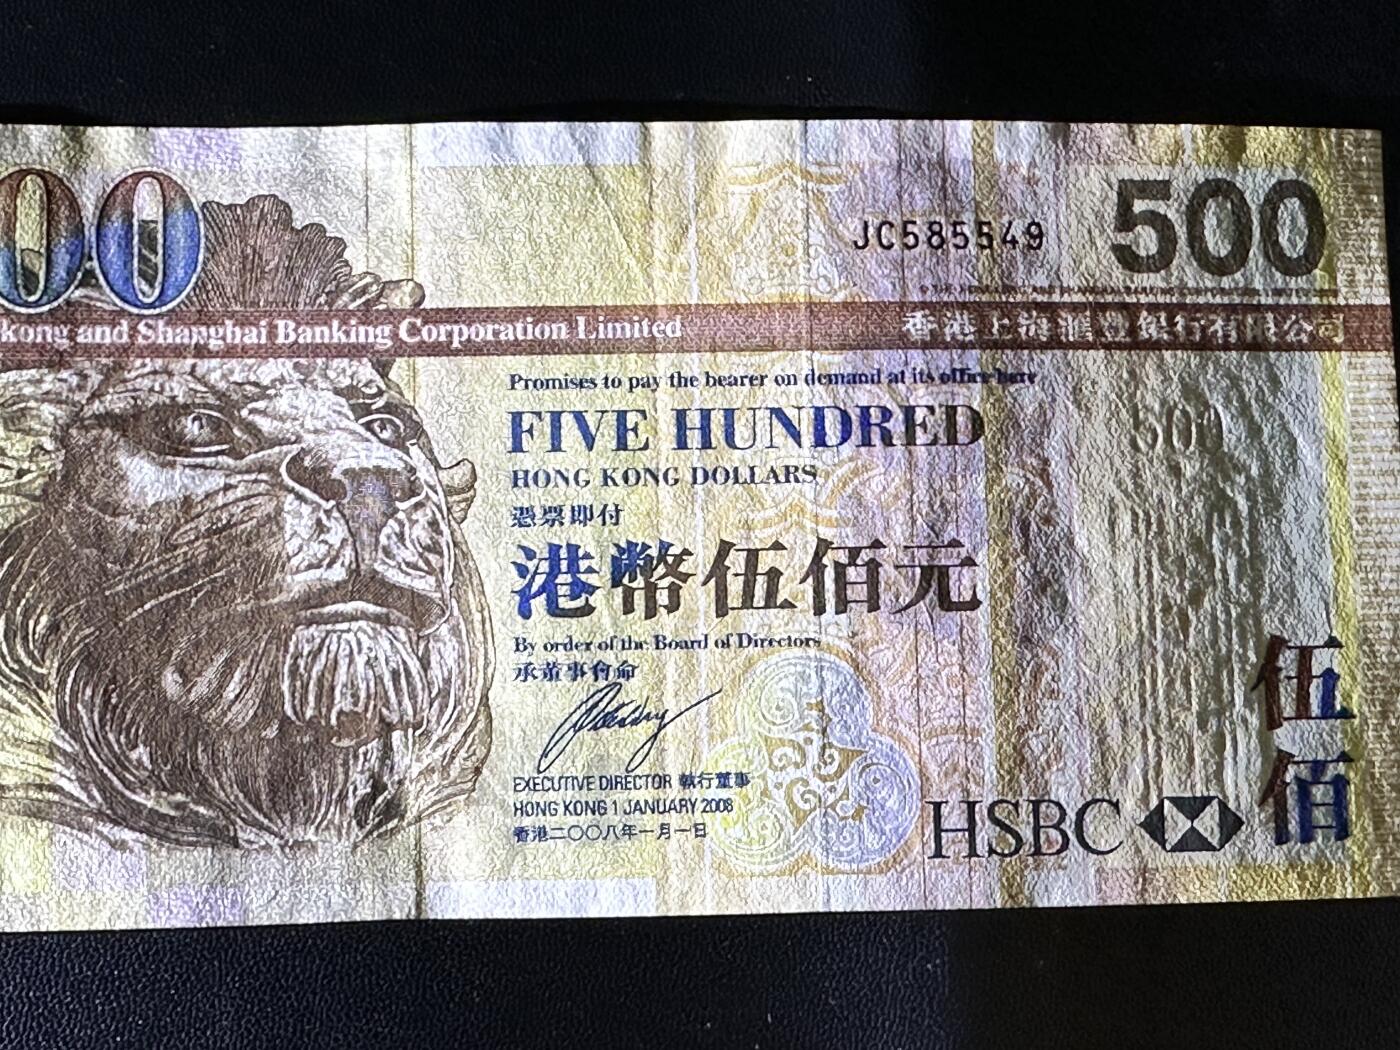 00
JC585549
500
kong and Shanghai Banking Corporation Limited
香港上海滙豐銀行有限公司
Promises to pay the bearer on demand at its office here
FIVE HUNDRED
500
HONG KONG DOLLARS
憑票即付
港幣伍佰元
By order of the Board of Directors
承董事會命
EXECUTIVE DIRECTOR 執行董事
HONG KONG 1 JANUARY 2008
香港二〇〇八年一月一日
HSBC
伍佰